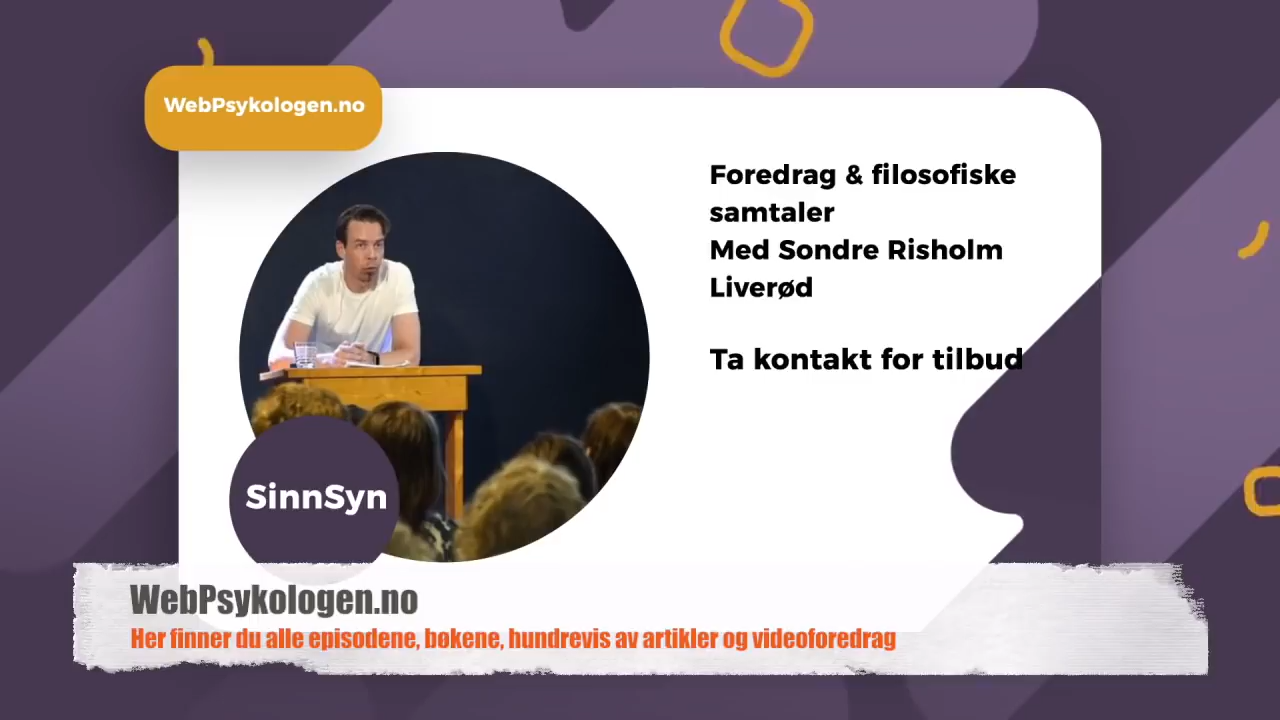 WebPsykologen.no
Foredrag & filosofiske
samtaler
Med Sondre Risholm
Liverød
Ta kontakt for tilbud
SinnSyn
WebPsykologen.no
Her finner du alle episodene, bøkene, hundrevis av artikler og videoforedrag